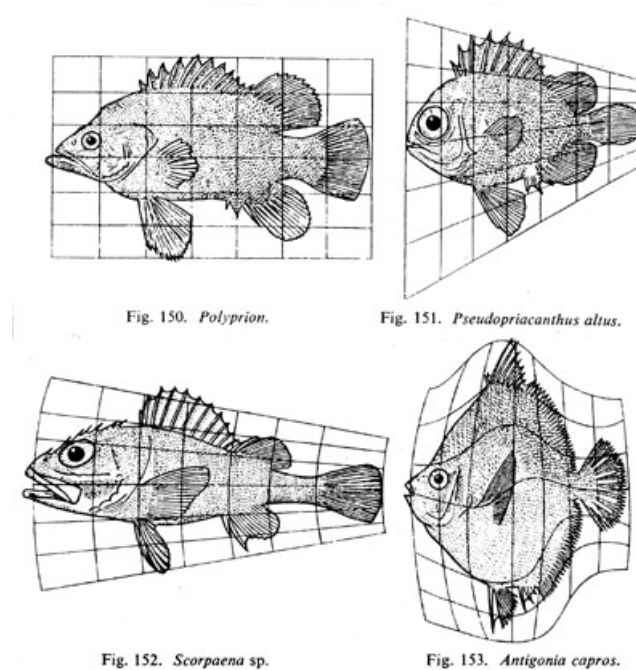 Fig. 150. Polyprion.
Fig. 151. Pseudopriacanthus altus.
Fig. 152. Scorpaena sp.
Fig. 153. Antigonia capros.